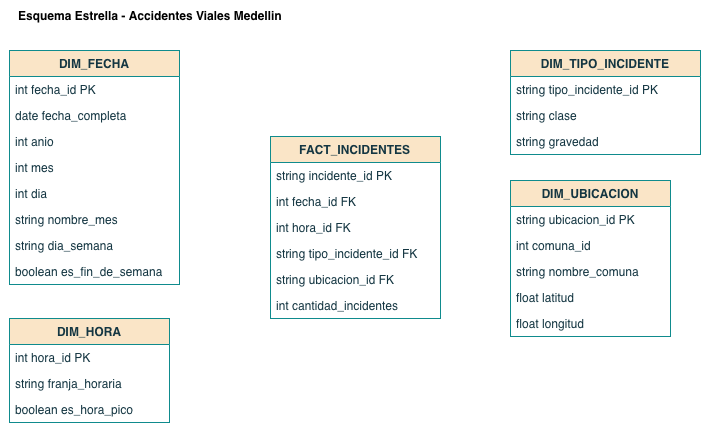 Esquema Estrella - Accidentes Viales Medellin
DIM_FECHA
int fecha_id PK
date fecha_completa
int anio
int mes
int dia
string nombre_mes
string dia_semana
boolean es_fin_de_semana
DIM_HORA
int hora_id PK
string franja_horaria
boolean es_hora_pico
FACT_INCIDENTES
string incidente_id PK
int fecha_id FK
int hora_id FK
string tipo_incidente_id FK
string ubicacion_id FK
int cantidad_incidentes
DIM_TIPO_INCIDENTE
string tipo_incidente_id PK
string clase
string gravedad
DIM_UBICACION
string ubicacion_id PK
int comuna_id
string nombre_comuna
float latitud
float longitud